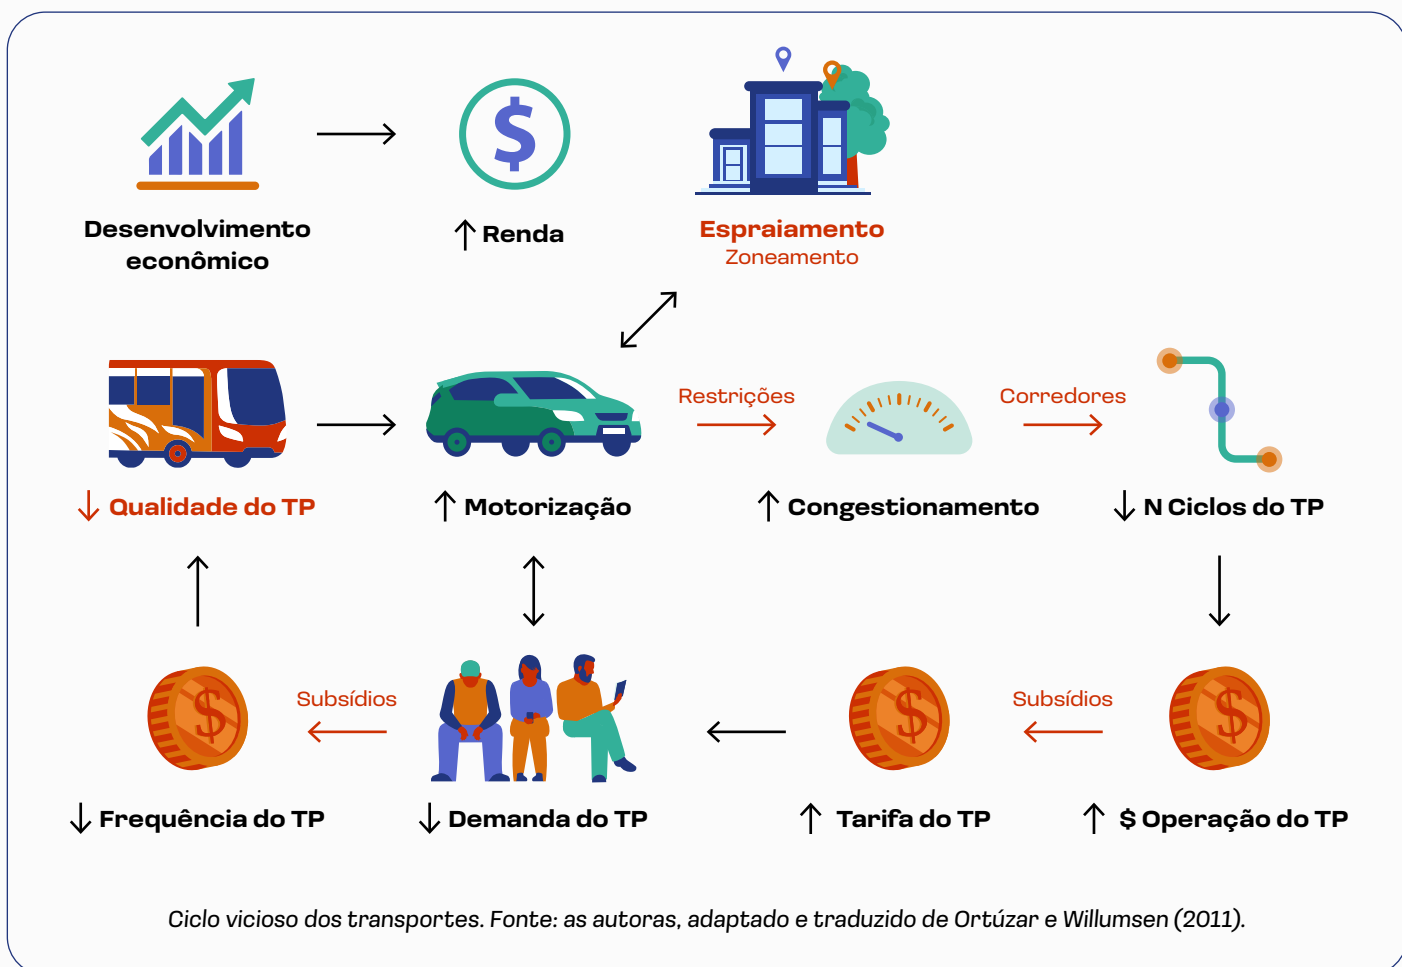 Desenvolvimento
econômico
↑ Renda
Espraiamento
Zoneamento
Restrições
Corredores
↓ Qualidade do TP
↑ Motorização
↑ Congestionamento
↓ N Ciclos do TP
Subsídios
Subsídios
↓ Frequência do TP
↓ Demanda do TP
↑ Tarifa do TP
↑ $ Operação do TP
Ciclo vicioso dos transportes. Fonte: as autoras, adaptado e traduzido de Ortúzar e Willumsen (2011).